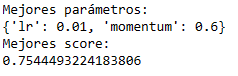 Mejores parámetros:
{'lr': 0.01, 'momentum': 0.6}
Mejores score:
0.7544493224183806